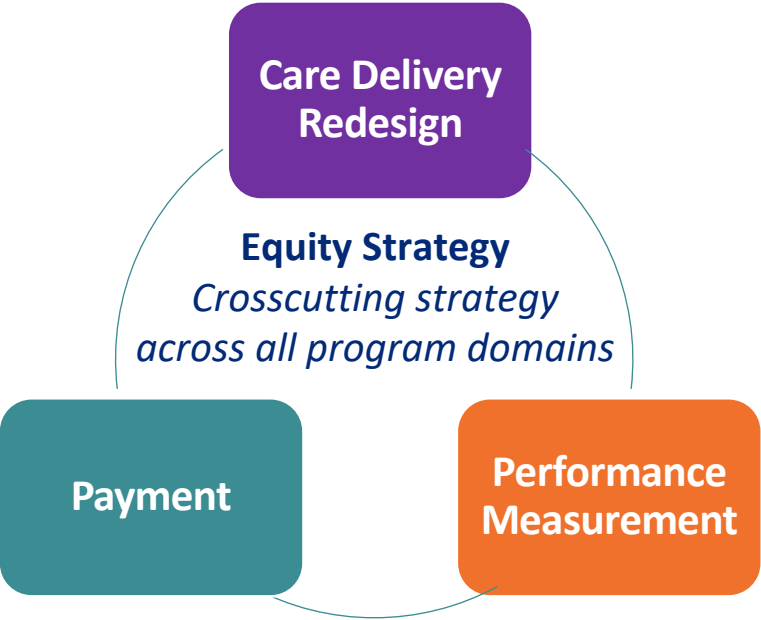 Care Delivery
Redesign
Equity Strategy
Crosscutting strategy
across all program domains
Payment
Performance
Measurement